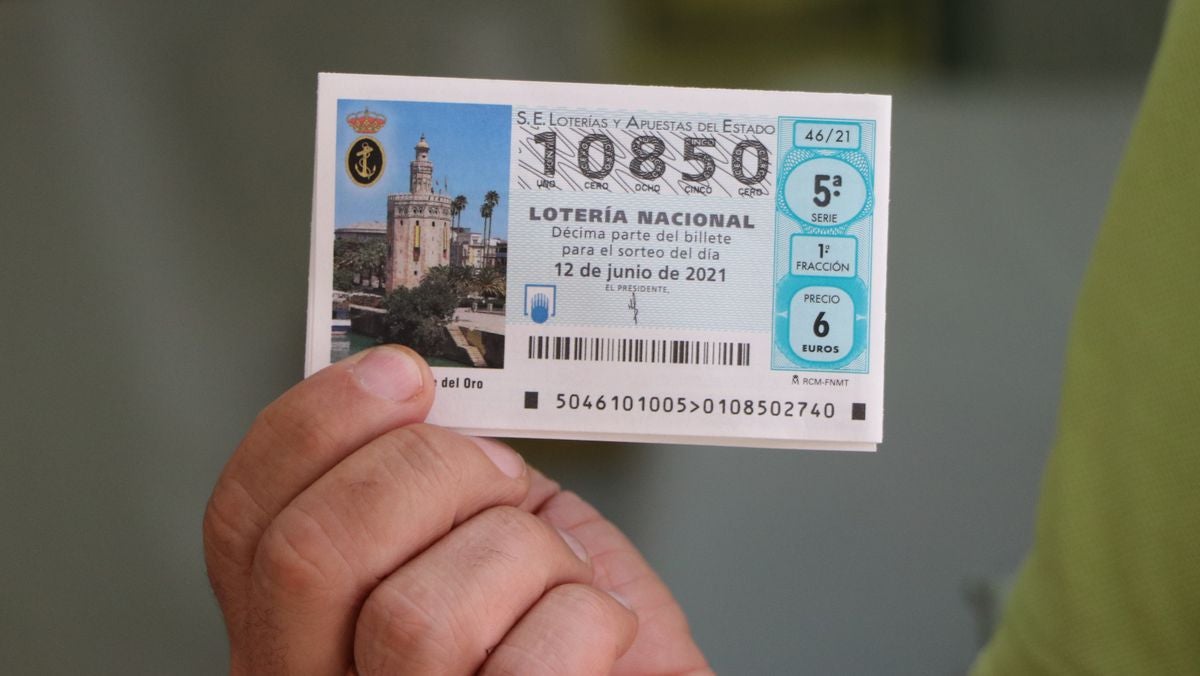 S. E. LOTERÍAS Y APUESTAS DEL ESTADO
10850
UNO CERO OCHO CINCO CERO
LOTERÍA NACIONAL
Décima parte del billete
para el sorteo del día
12 de junio de 2021
EL PRESIDENTE,
46/21
5ª
SERIE
1ª
FRACCIÓN
PRECIO
6
EUROS
RCM-FNMT
del Oro
5046101005>0108502740